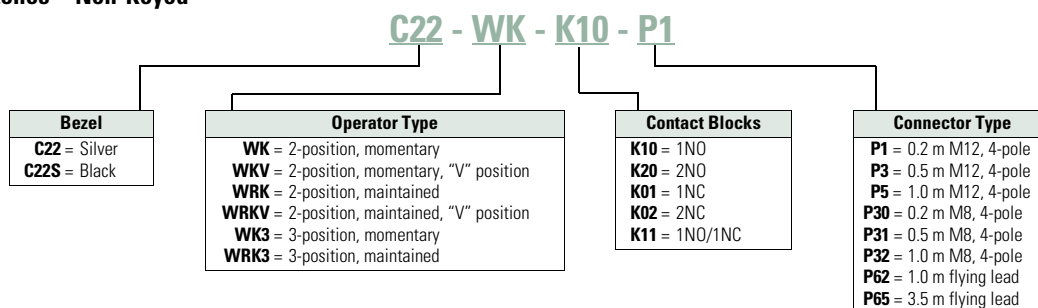 C22 - WK - K10 - P1
Bezel
C22 = Silver
C22S = Black
Operator Type
WK = 2-position, momentary
WKV = 2-position, momentary, “V” position
WRK = 2-position, maintained
WRKV = 2-position, maintained, “V” position
WK3 = 3-position, momentary
WRK3 = 3-position, maintained
Contact Blocks
K10 = 1NO
K20 = 2NO
K01 = 1NC
K02 = 2NC
K11 = 1NO/1NC
Connector Type
P1 = 0.2 m M12, 4-pole
P3 = 0.5 m M12, 4-pole
P5 = 1.0 m M12, 4-pole
P30 = 0.2 m M8, 4-pole
P31 = 0.5 m M8, 4-pole
P32 = 1.0 m M8, 4-pole
P62 = 1.0 m flying lead
P65 = 3.5 m flying lead